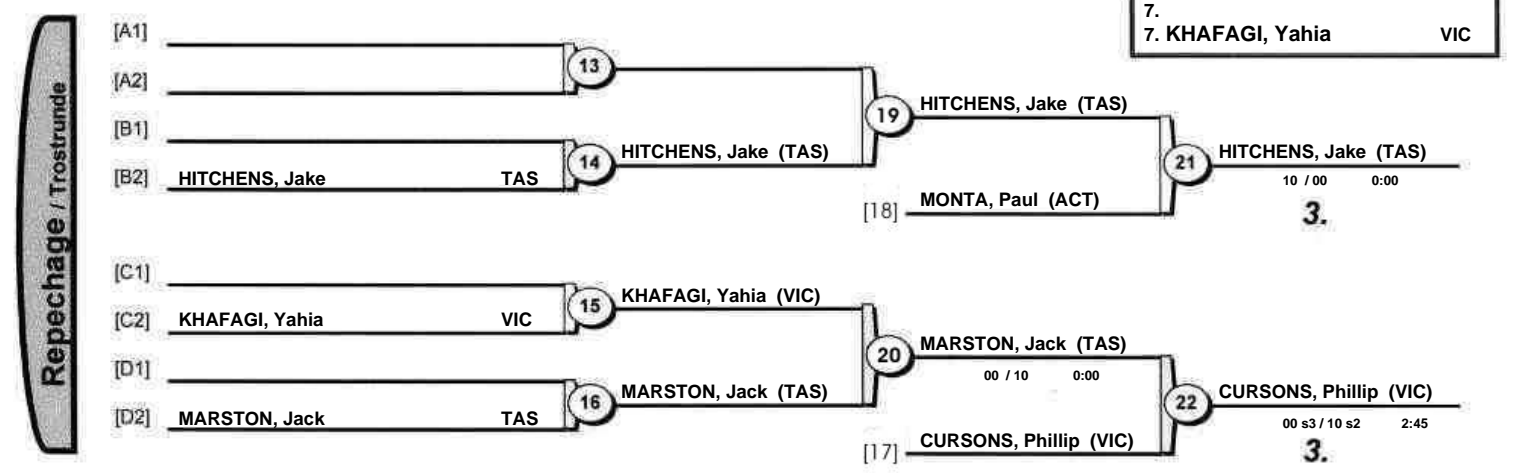 7.
7. KHAFAGI, Yahia VIC
Repechage / Trostrunde
[A1]
13
[A2]
HITCHENS, Jake (TAS)
19
[B1]
HITCHENS, Jake (TAS)
14
HITCHENS, Jake (TAS)
21
[B2] HITCHENS, Jake TAS
10 / 00 0:00
[18] MONTA, Paul (ACT)
3.
[C1]
KHAFAGI, Yahia (VIC)
15
[C2] KHAFAGI, Yahia VIC
MARSTON, Jack (TAS)
20
[D1]
00 / 10 0:00
MARSTON, Jack (TAS)
16
CURSONS, Phillip (VIC)
22
[D2] MARSTON, Jack TAS
00 s3 / 10 s2 2:45
[17] CURSONS, Phillip (VIC)
3.